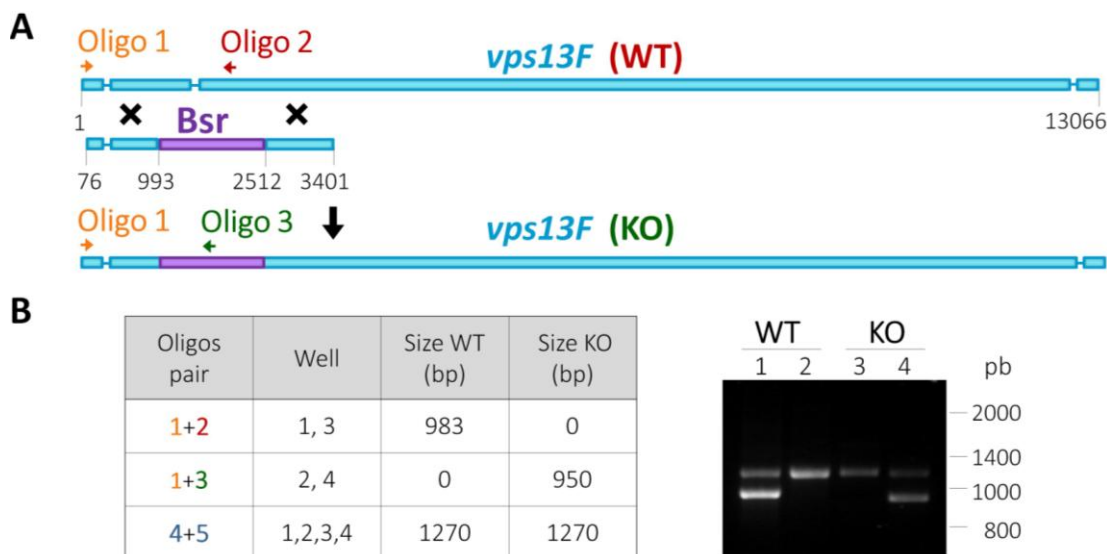 A
Oligo 1
Oligo 2
vps13F (WT)
1
Bsr
13066
76
993
2512
3401
Oligo 1
Oligo 3
vps13F (KO)
B
Oligos pair
Well
Size WT (bp)
Size KO (bp)
1+2
1, 3
983
0
1+3
2, 4
0
950
4+5
1,2,3,4
1270
1270
WT
KO
1 2 3 4 pb
2000
1400
1000
800